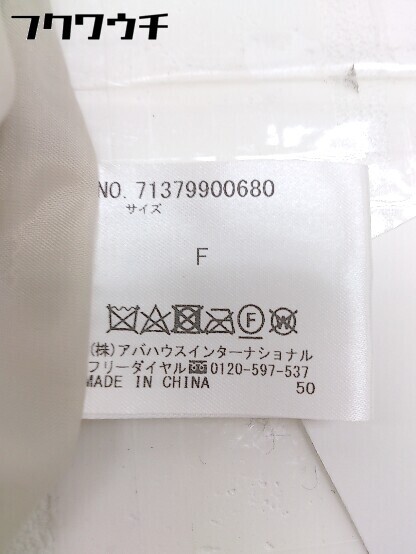 フクワウチ
NO. 71379900680
サイズ
F
F W
(株)アバハウスインターナショナル
フリーダイヤル 0120-597-537
MADE IN CHINA 50